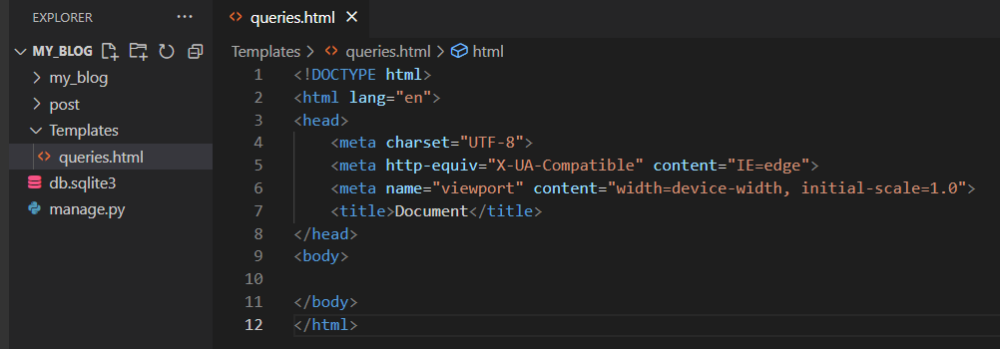 EXPLORER ...
MY_BLOG
my_blog
post
Templates
queries.html
db.sqlite3
manage.py
queries.html
Templates > queries.html > html
1 <!DOCTYPE html>
2 <html lang="en">
3 <head>
4     <meta charset="UTF-8">
5     <meta http-equiv="X-UA-Compatible" content="IE=edge">
6     <meta name="viewport" content="width=device-width, initial-scale=1.0">
7     <title>Document</title>
8 </head>
9 <body>
10
11 </body>
12 </html>